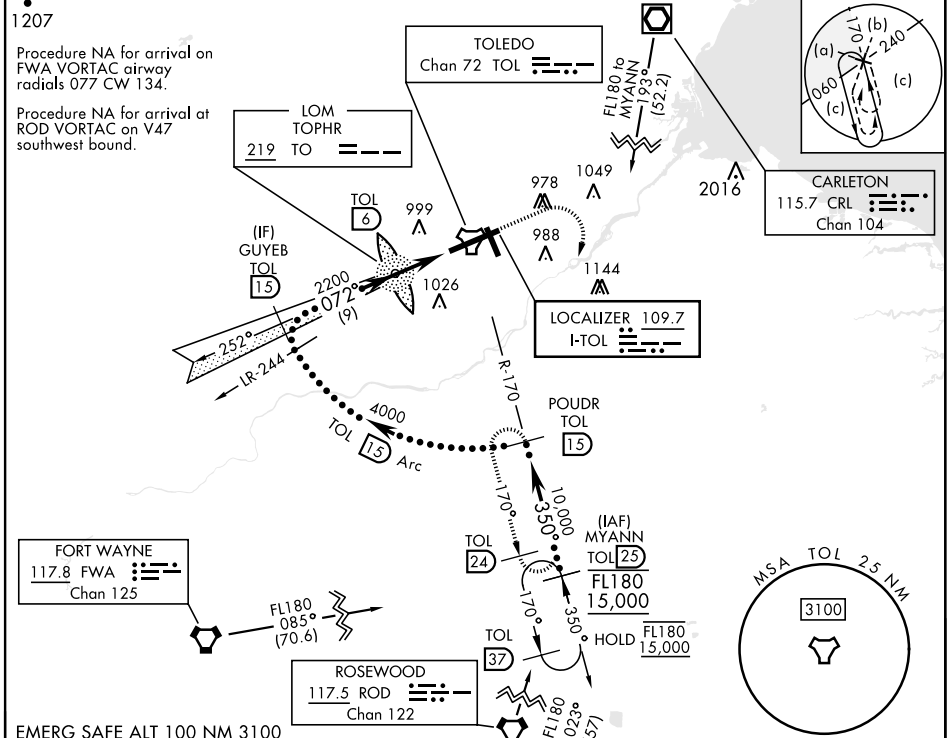 1207
Procedure NA for arrival on
FWA VORTAC airway
radials 077 CW 134.
Procedure NA for arrival at
ROD VORTAC on V47
southwest bound.
TOLEDO
Chan 72 TOL
FL180 to
MYANN
193°
(52.2)
170
(b)
(a)
240
060
(c)
(c)
LOM
TOPHR
219 TO
CARLETON
115.7 CRL
Chan 104
2016
978
1049
TOL
6
999
(IF)
GUYEB
TOL
15
988
2200
072°
(9)
1026
1144
LOCALIZER 109.7
I-TOL
252°
LR-244
R-170
4000
TOL 15 Arc
POUDR
TOL
15
170°
10,000
350°
(IAF)
MYANN
TOL 25
FL180
15,000
TOL
24
FORT WAYNE
117.8 FWA
Chan 125
FL180
085°
(70.6)
170°
350°
HOLD FL180
15,000
TOL
37
MSA TOL 25 NM
3100
ROSEWOOD
117.5 ROD
Chan 122
FL180
023°
57)
EMERG SAFE ALT 100 NM 3100